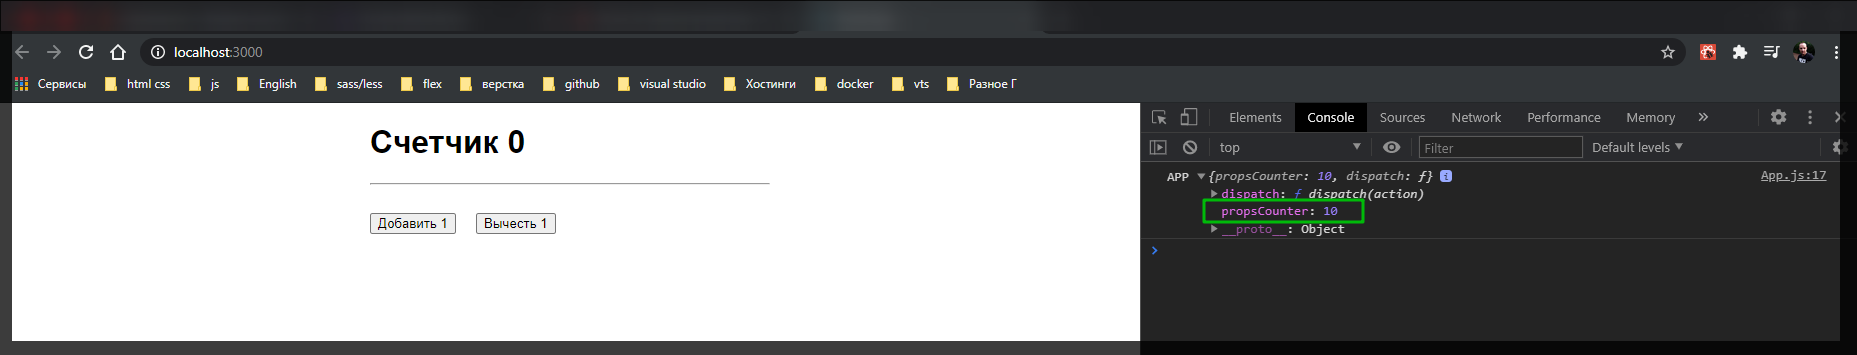 localhost:3000
Сервисы html css js English sass/less flex верстка github visual studio Хостинги docker vts Разное Г
Elements Console Sources Network Performance Memory »
top Filter Default levels
Счетчик 0
APP {propsCounter: 10, dispatch: ƒ} i App.js:17
dispatch: ƒ dispatch(action)
propsCounter: 10
__proto__: Object
Добавить 1 Вычесть 1